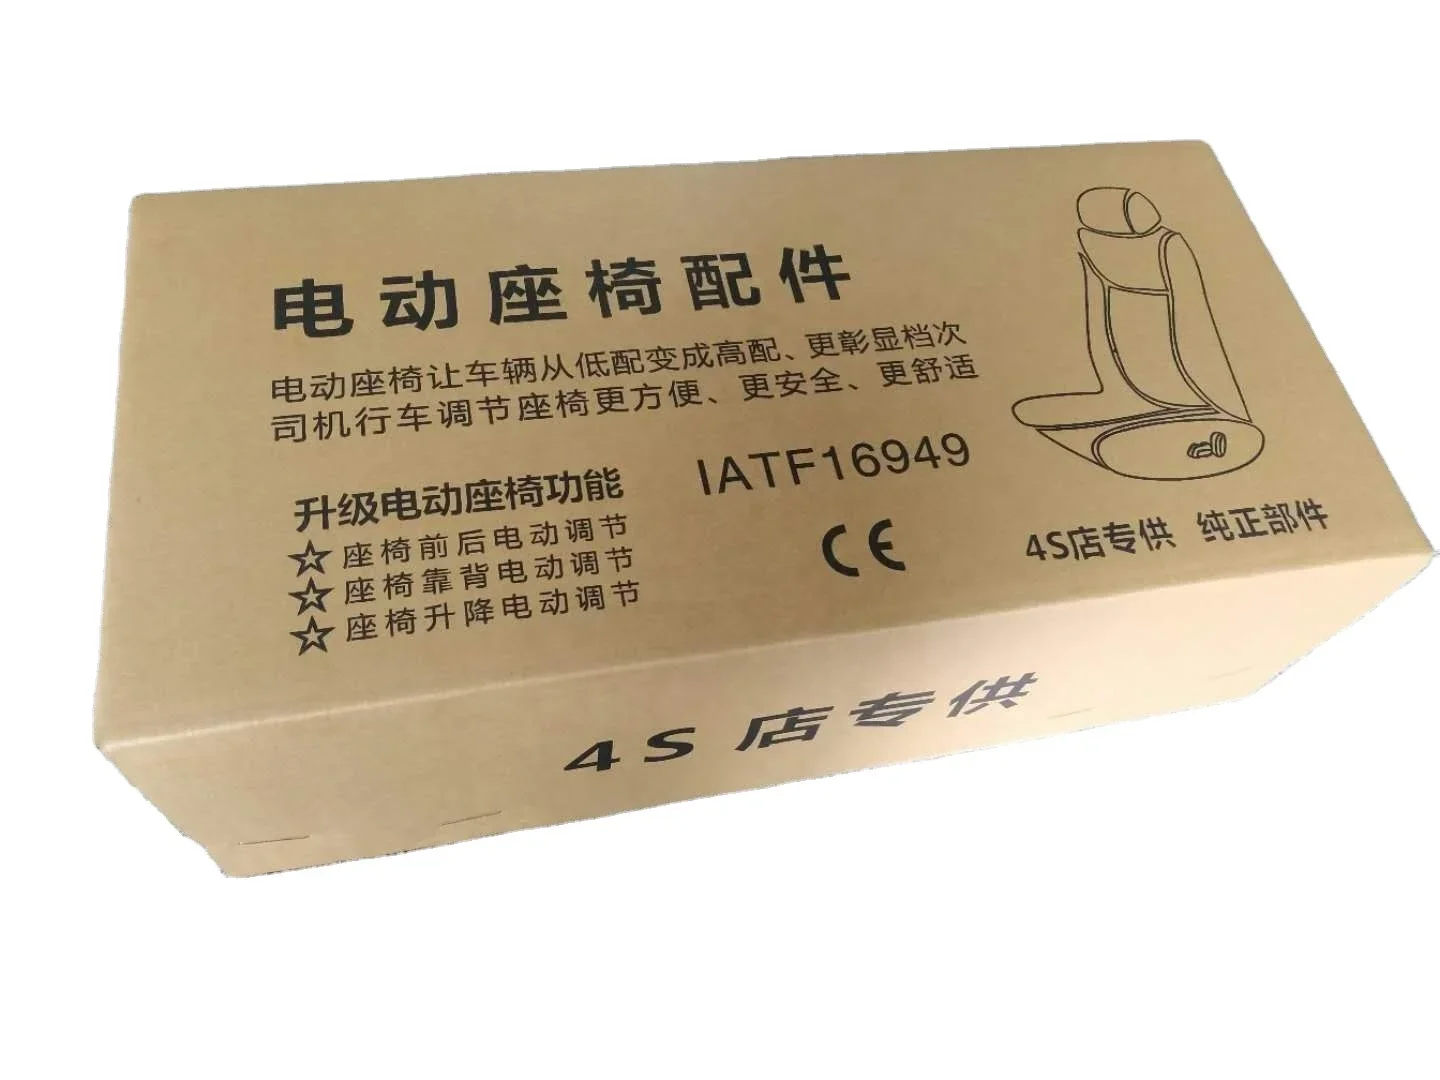 电动座椅配件
电动座椅让车辆从低配变成高配、更彰显档次
司机行车调节座椅更方便、更安全、更舒适
升级电动座椅功能
☆座椅前后电动调节
☆座椅靠背电动调节
☆座椅升降电动调节
IATF16949
CE
4S店专供 纯正部件
4S店专供